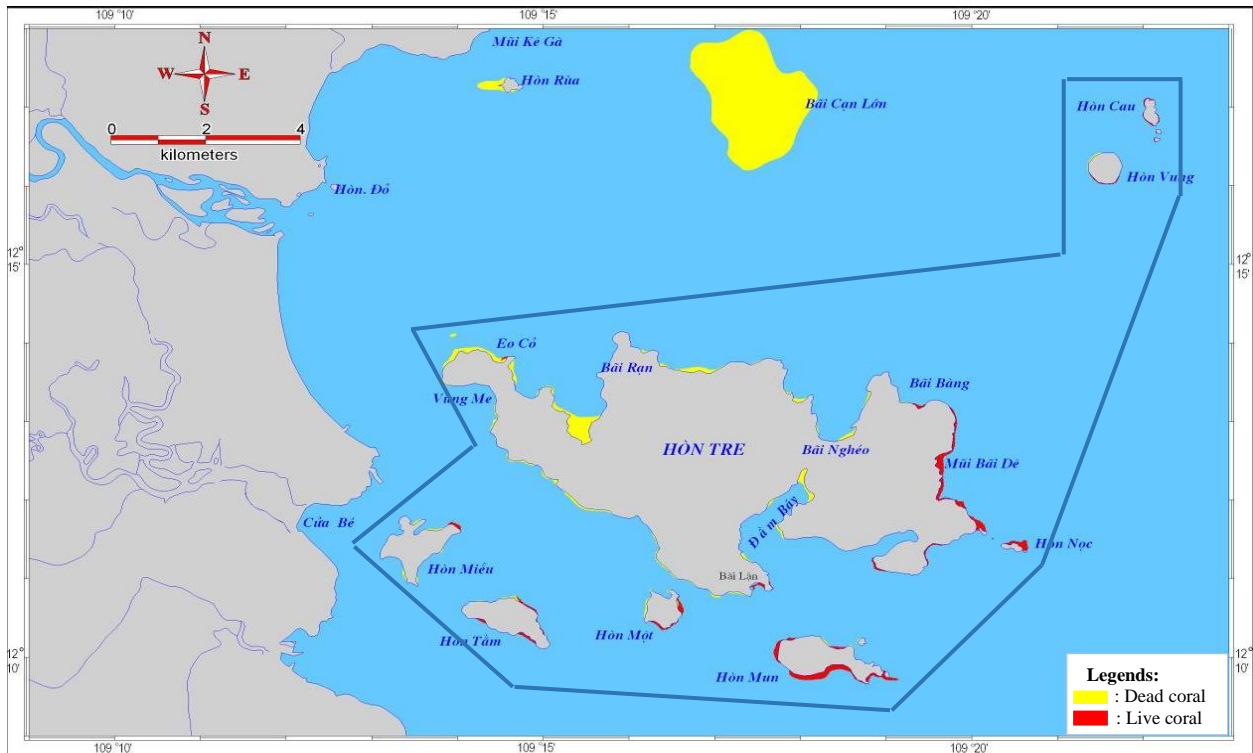 109 °10'
109 °15'
109 °20'
N
W E
S
0 2 4
kilometers
Mũi Ké Gà
Hòn Rùa
Bãi Cạn Lớn
Hòn Cau
Hòn Vung
Hòn. Đỏ
12°
15'
12°
15'
Eo Cỏ
Bãi Rạn
Bãi Bàng
Vũng Me
HÒN TRE
Bãi Nghéo
Mũi Bãi Dẻ
Đầm Bấy
Cửa Bé
Hòn Nọc
Hòn Miễu
Bãi Lân
Hòn Tằm
Hòn Một
Hòn Mun
12°
10'
12°
10'
Legends:
: Dead coral
: Live coral
109 °10'
109 °15'
109 °20'